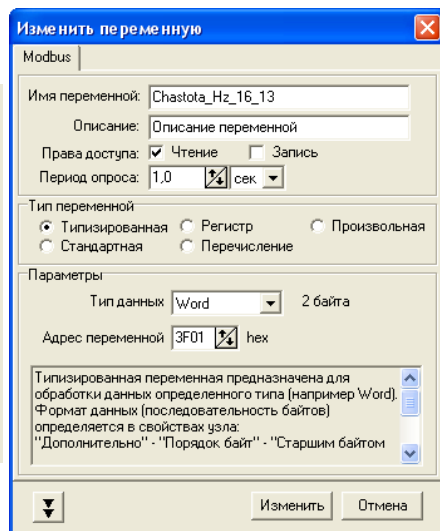 Изменить переменную
Modbus
Имя переменной: Chastota_Hz_16_13
Описание: Описание переменной
Права доступа: Чтение Запись
Период опроса: 1,0 сек
Тип переменной
Типизированная Регистр Произвольная
Стандартная Перечисление
Параметры
Тип данных Word 2 байта
Адрес переменной 3F01 hex
Типизированная переменная предназначена для
обработки данных определенного типа (например Word).
Формат данных (последовательность байтов)
определяется в свойствах узла:
"Дополнительно" - "Порядок байт" - "Старшим байтом
Изменить Отмена